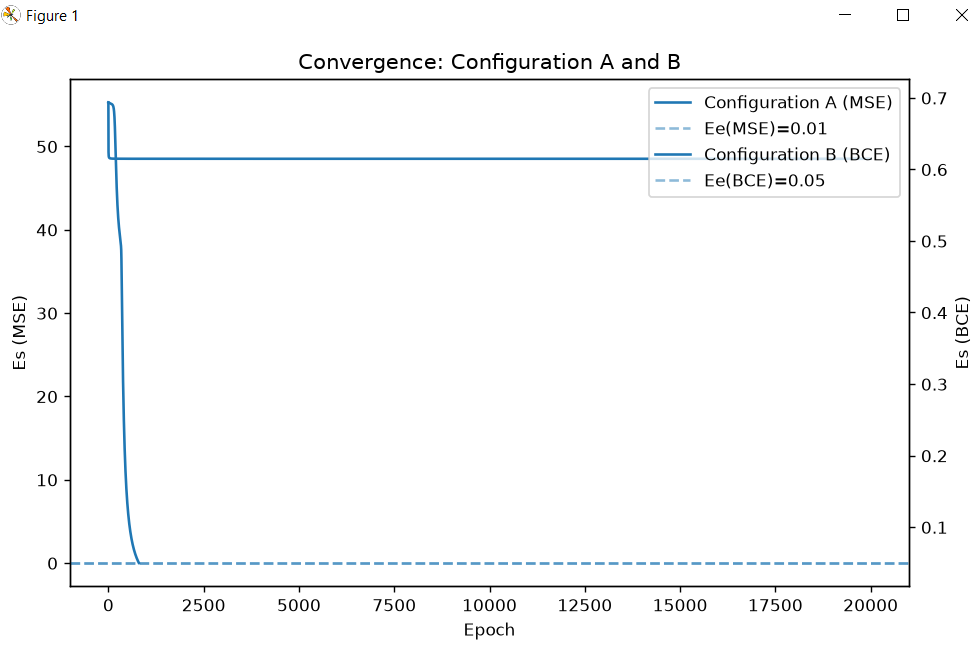 Figure 1
Convergence: Configuration A and B
Configuration A (MSE)
Ee(MSE)=0.01
Configuration B (BCE)
Ee(BCE)=0.05
Es (MSE)
50
40
30
20
10
0
0.7
0.6
0.5
0.4
0.3
0.2
0.1
Es (BCE)
0 2500 5000 7500 10000 12500 15000 17500 20000
Epoch